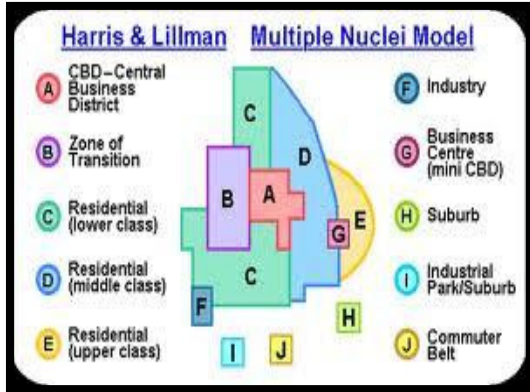 Harris & Lillman Multiple Nuclei Model
A
CBD-Central
Business
District
B
Zone of
Transition
C
Residential
(lower class)
D
Residential
(middle class)
E
Residential
(upper class)
C
D
B
A
E
G
C
F
H
I
J
F
Industry
G
Business
Centre
(mini CBD)
H
Suburb
I
Industrial
Park/Suburb
J
Commuter
Belt